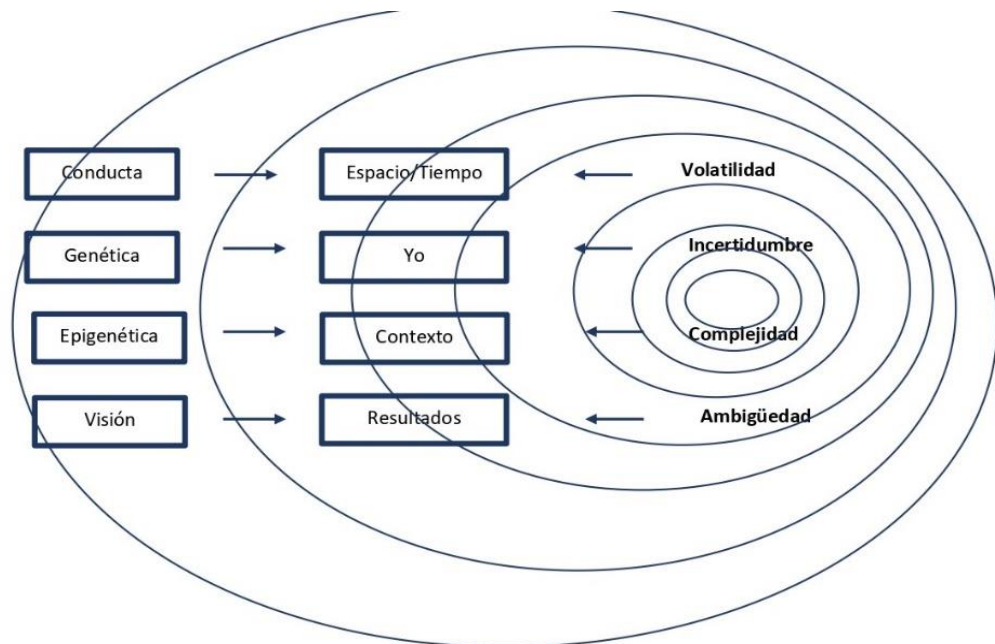 Conducta Espacio/Tiempo Volatilidad
Genética Yo Incertidumbre
Epigenética Contexto Complejidad
Visión Resultados Ambigüedad